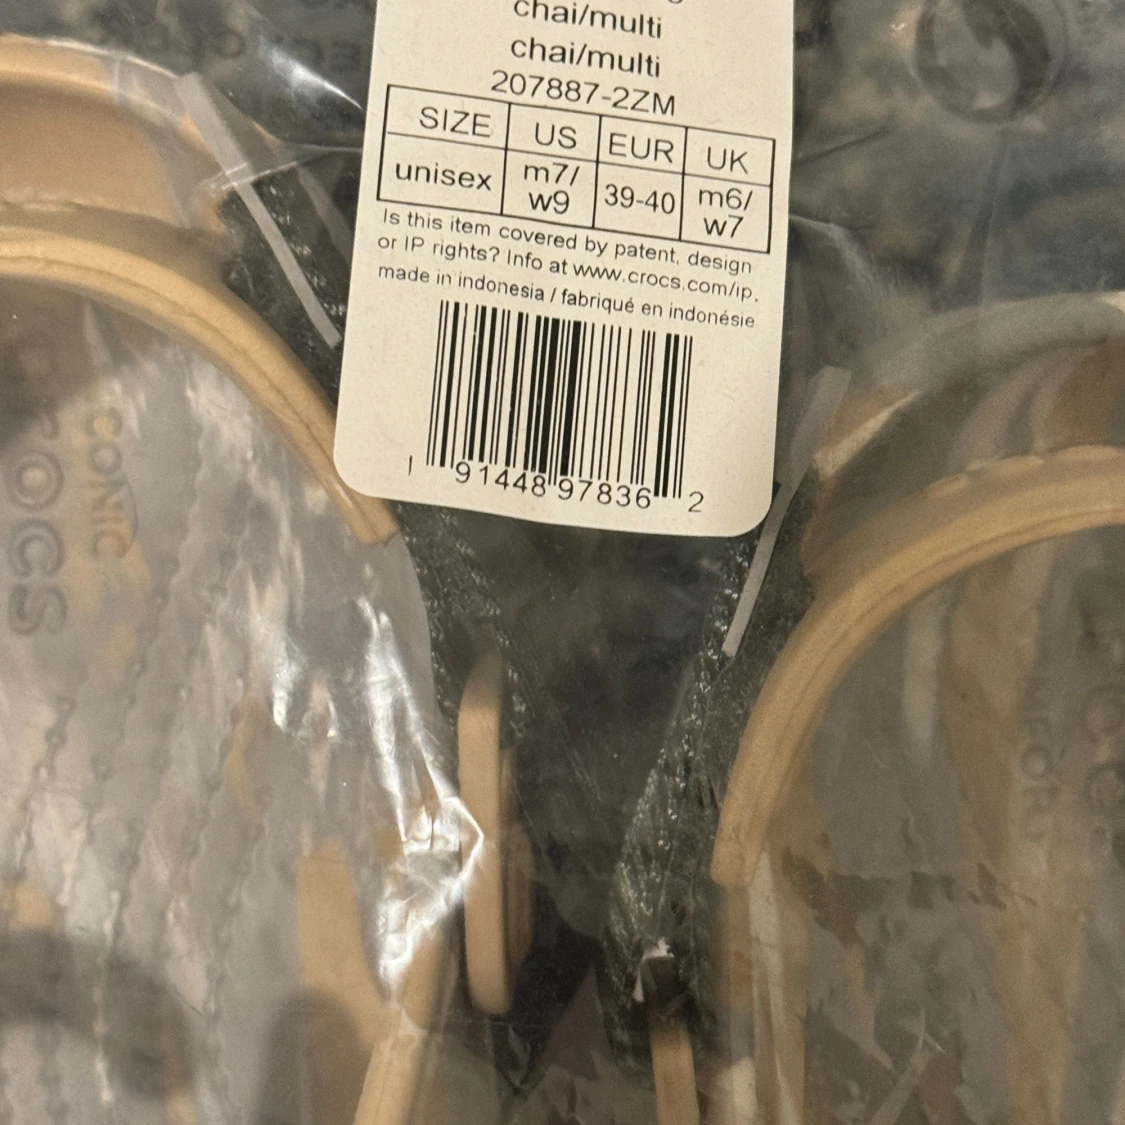 chai/multi
chai/multi
207887-2ZM
SIZE US EUR UK
unisex m7/ w9 39-40 m6/ w7
Is this item covered by patent, design
or IP rights? Info at www.crocs.com/ip.
made in indonesia / fabriqué en indonésie
1 91448 97836 2
ICONIC
CROCS